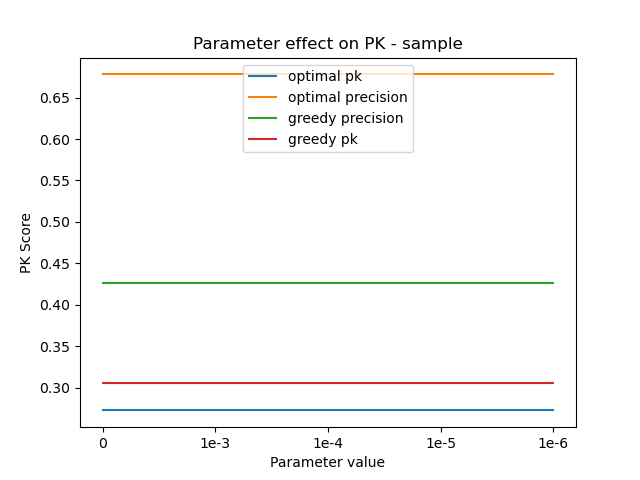 Parameter effect on PK - sample
optimal pk
optimal precision
greedy precision
greedy pk
0.65
0.60
0.55
0.50
0.45
0.40
0.35
0.30
PK Score
0 1e-3 1e-4 1e-5 1e-6
Parameter value